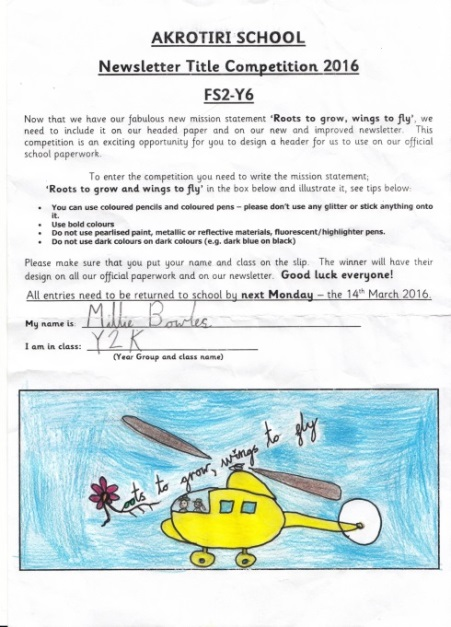 AKROTIRI SCHOOL
Newsletter Title Competition 2016
FS2-Y6
Now that we have our fabulous new mission statement 'Roots to grow, wings to fly', we
need to include it on our headed paper and on our new and improved newsletter. This
competition is an exciting opportunity for you to design a header for us to use on our official
school paperwork.
To enter the competition you need to write the mission statement;
'Roots to grow and wings to fly' in the box below and illustrate it, see tips below:
• You can use coloured pencils and coloured pens – please don't use any glitter or stick anything onto
it.
• Use bold colours
• Do not use pearlised paint, metallic or reflective materials, fluorescent/highlighter pens.
• Do not use dark colours on dark colours (e.g. dark blue on black)
Please make sure that you put your name and class on the slip. The winner will have their
design on all our official paperwork and on our newsletter. Good luck everyone!
All entries need to be returned to school by next Monday – the 14th March 2016.
My name is: Millie Bowles
I am in class: Y2K
(Year Group and class name)
Roots to grow, wings to fly